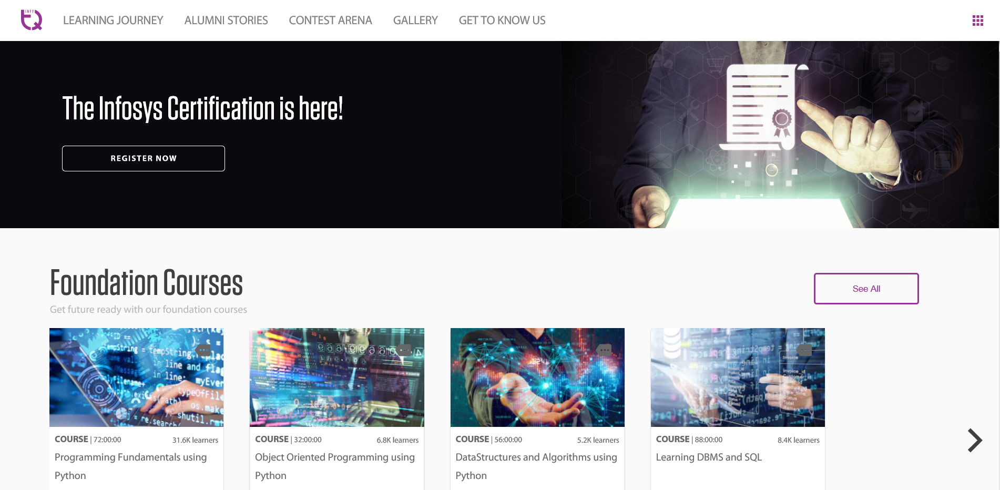 INFY
LEARNING JOURNEY
ALUMNI STORIES
CONTEST ARENA
GALLERY
GET TO KNOW US
The Infosys Certification is here!
REGISTER NOW
Foundation Courses
See All
Get future ready with our foundation courses
COURSE | 72:00:00
31.6K learners
Programming Fundamentals using
Python
COURSE | 32:00:00
6.8K learners
Object Oriented Programming using
Python
COURSE | 56:00:00
5.2K learners
DataStructures and Algorithms using
Python
COURSE | 88:00:00
8.4K learners
Learning DBMS and SQL